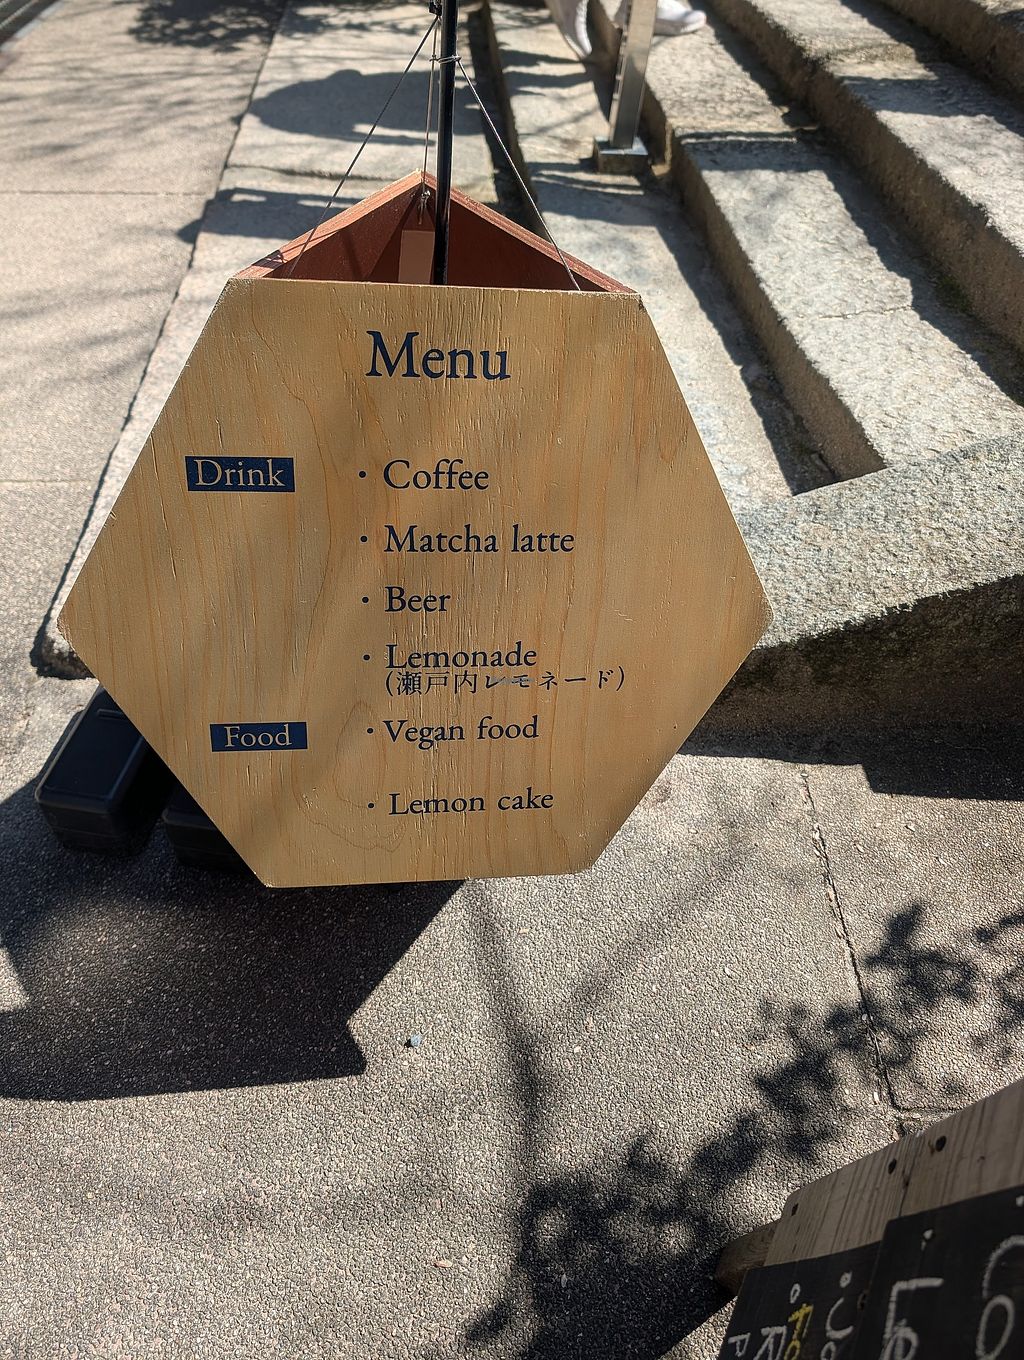 Menu
Drink
・Coffee
・Matcha latte
・Beer
・Lemonade
(瀬戸内レモネード)
Food
・Vegan food
・Lemon cake